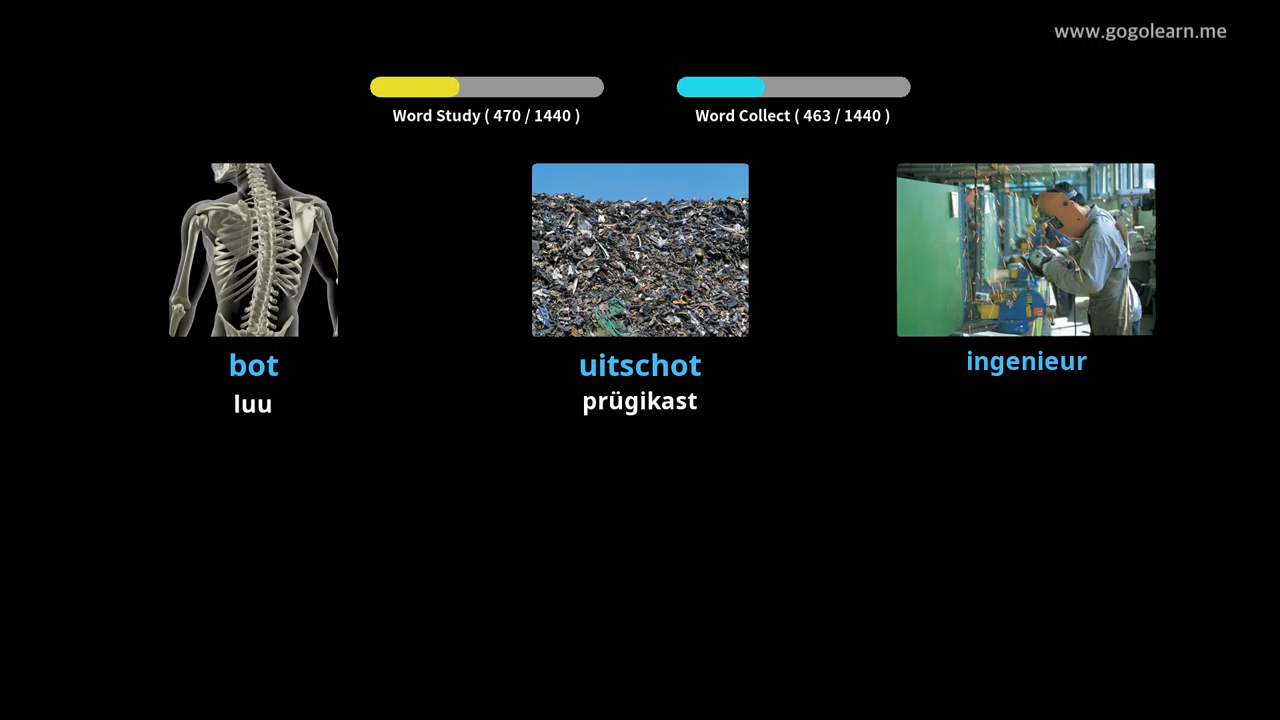 www.gogolearn.me
Word Study ( 470 / 1440 )
Word Collect ( 463 / 1440 )
bot
luu
uitschot
prügikast
ingenieur